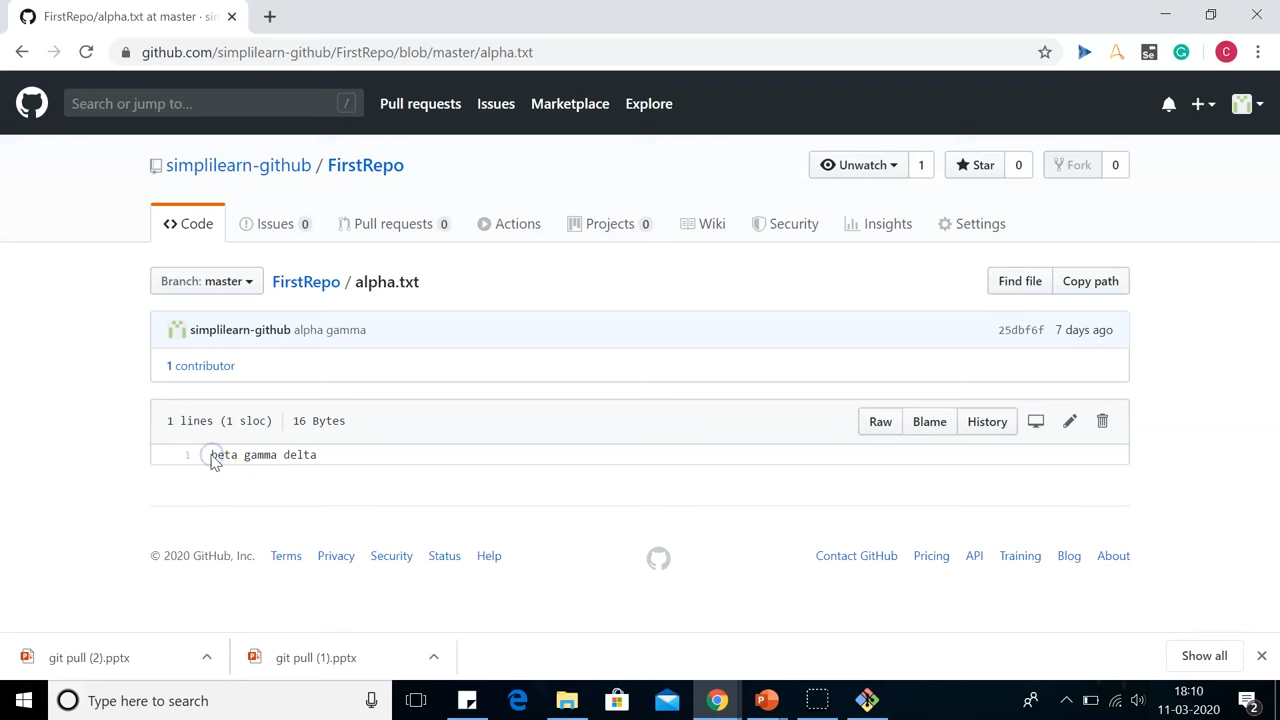 FirstRepo/alpha.txt at master · sim
github.com/simplilearn-github/FirstRepo/blob/master/alpha.txt
Se
G
C
Search or jump to...
/
Pull requests
Issues
Marketplace
Explore
simplilearn-github / FirstRepo
Unwatch
1
Star
0
Fork
0
Code
Issues 0
Pull requests 0
Actions
Projects 0
Wiki
Security
Insights
Settings
Branch: master
FirstRepo / alpha.txt
Find file
Copy path
simplilearn-github alpha gamma
25dbf6f
7 days ago
1 contributor
1 lines (1 sloc)
16 Bytes
Raw
Blame
History
1
beta gamma delta
© 2020 GitHub, Inc.
Terms
Privacy
Security
Status
Help
Contact GitHub
Pricing
API
Training
Blog
About
git pull (2).pptx
git pull (1).pptx
Show all
Type here to search
18:10
11-03-2020
2